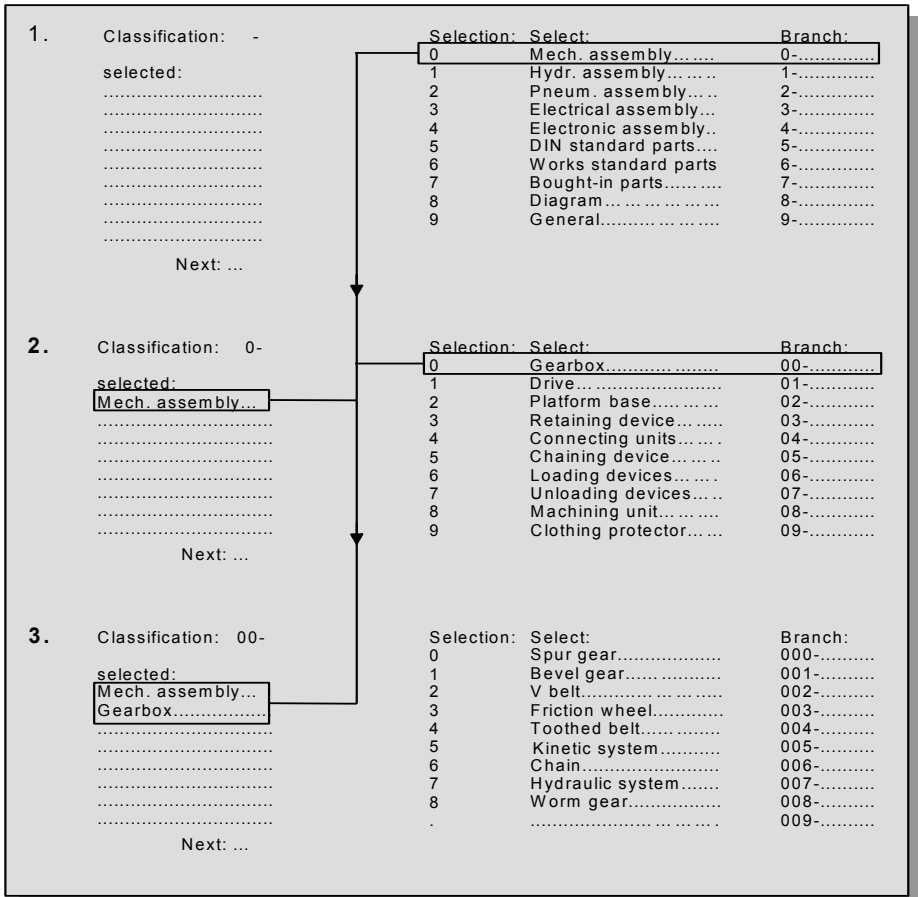 1. Classification: - Selection: Select: Branch:
0 Mech. assembly....... 0-..............
selected: 1 Hydr. assembly........ 1-..............
............................. 2 Pneum. assembly..... 2-..............
............................. 3 Electrical assembly... 3-..............
............................. 4 Electronic assembly.. 4-..............
............................. 5 DIN standard parts.... 5-..............
............................. 6 Works standard parts 6-..............
............................. 7 Bought-in parts.......... 7-..............
............................. 8 Diagram..................... 8-..............
............................. 9 General...................... 9-..............
.............................
Next: ...
2. Classification: 0- Selection: Select: Branch:
0 Gearbox.................... 00-............
selected: 1 Drive.......................... 01-............
Mech. assembly... 2 Platform base............ 02-............
................................ 3 Retaining device........ 03-............
................................ 4 Connecting units....... 04-............
................................ 5 Chaining device........ 05-............
................................ 6 Loading devices....... 06-............
................................ 7 Unloading devices..... 07-............
................................ 8 Machining unit.......... 08-............
................................ 9 Clothing protector...... 09-............
Next: ...
3. Classification: 00- Selection: Select: Branch:
0 Spur gear................... 000-..........
selected: 1 Bevel gear................. 001-..........
Mech. assembly... 2 V belt........................ 002-..........
Gearbox................. 3 Friction wheel............. 003-..........
................................ 4 Toothed belt.............. 004-..........
................................ 5 Kinetic system........... 005-..........
................................ 6 Chain......................... 006-..........
................................ 7 Hydraulic system....... 007-..........
................................ 8 Worm gear................. 008-..........
................................ . .................................. 009-..........
Next: ...